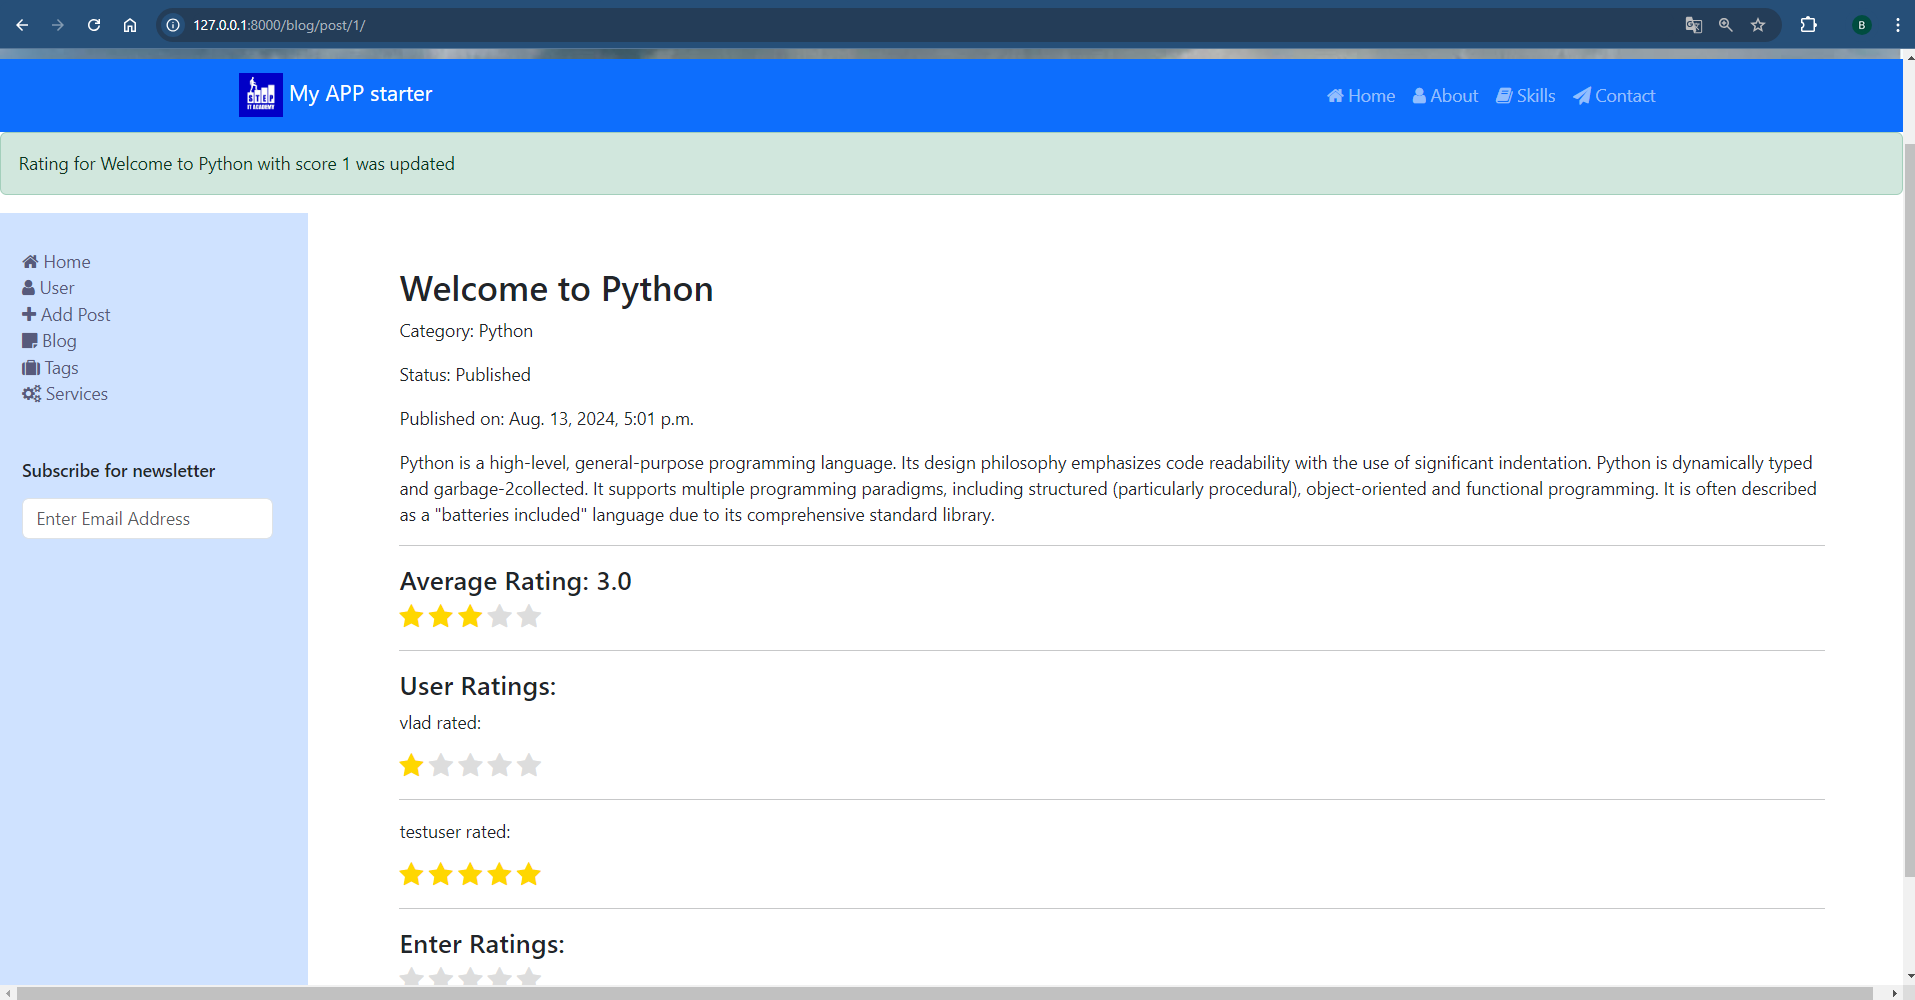 127.0.0.1:8000/blog/post/1/
B
STEP
IT ACADEMY
My APP starter
Home
About
Skills
Contact
Rating for Welcome to Python with score 1 was updated
Home
User
Add Post
Blog
Tags
Services
Subscribe for newsletter
Enter Email Address
Welcome to Python
Category: Python
Status: Published
Published on: Aug. 13, 2024, 5:01 p.m.
Python is a high-level, general-purpose programming language. Its design philosophy emphasizes code readability with the use of significant indentation. Python is dynamically typed
and garbage-2collected. It supports multiple programming paradigms, including structured (particularly procedural), object-oriented and functional programming. It is often described
as a "batteries included" language due to its comprehensive standard library.
Average Rating: 3.0
User Ratings:
vlad rated:
testuser rated:
Enter Ratings: